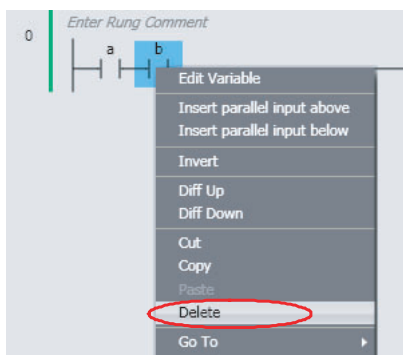 Enter Rung Comment
0
a b
Edit Variable
Insert parallel input above
Insert parallel input below
Invert
Diff Up
Diff Down
Cut
Copy
Paste
Delete
Go To